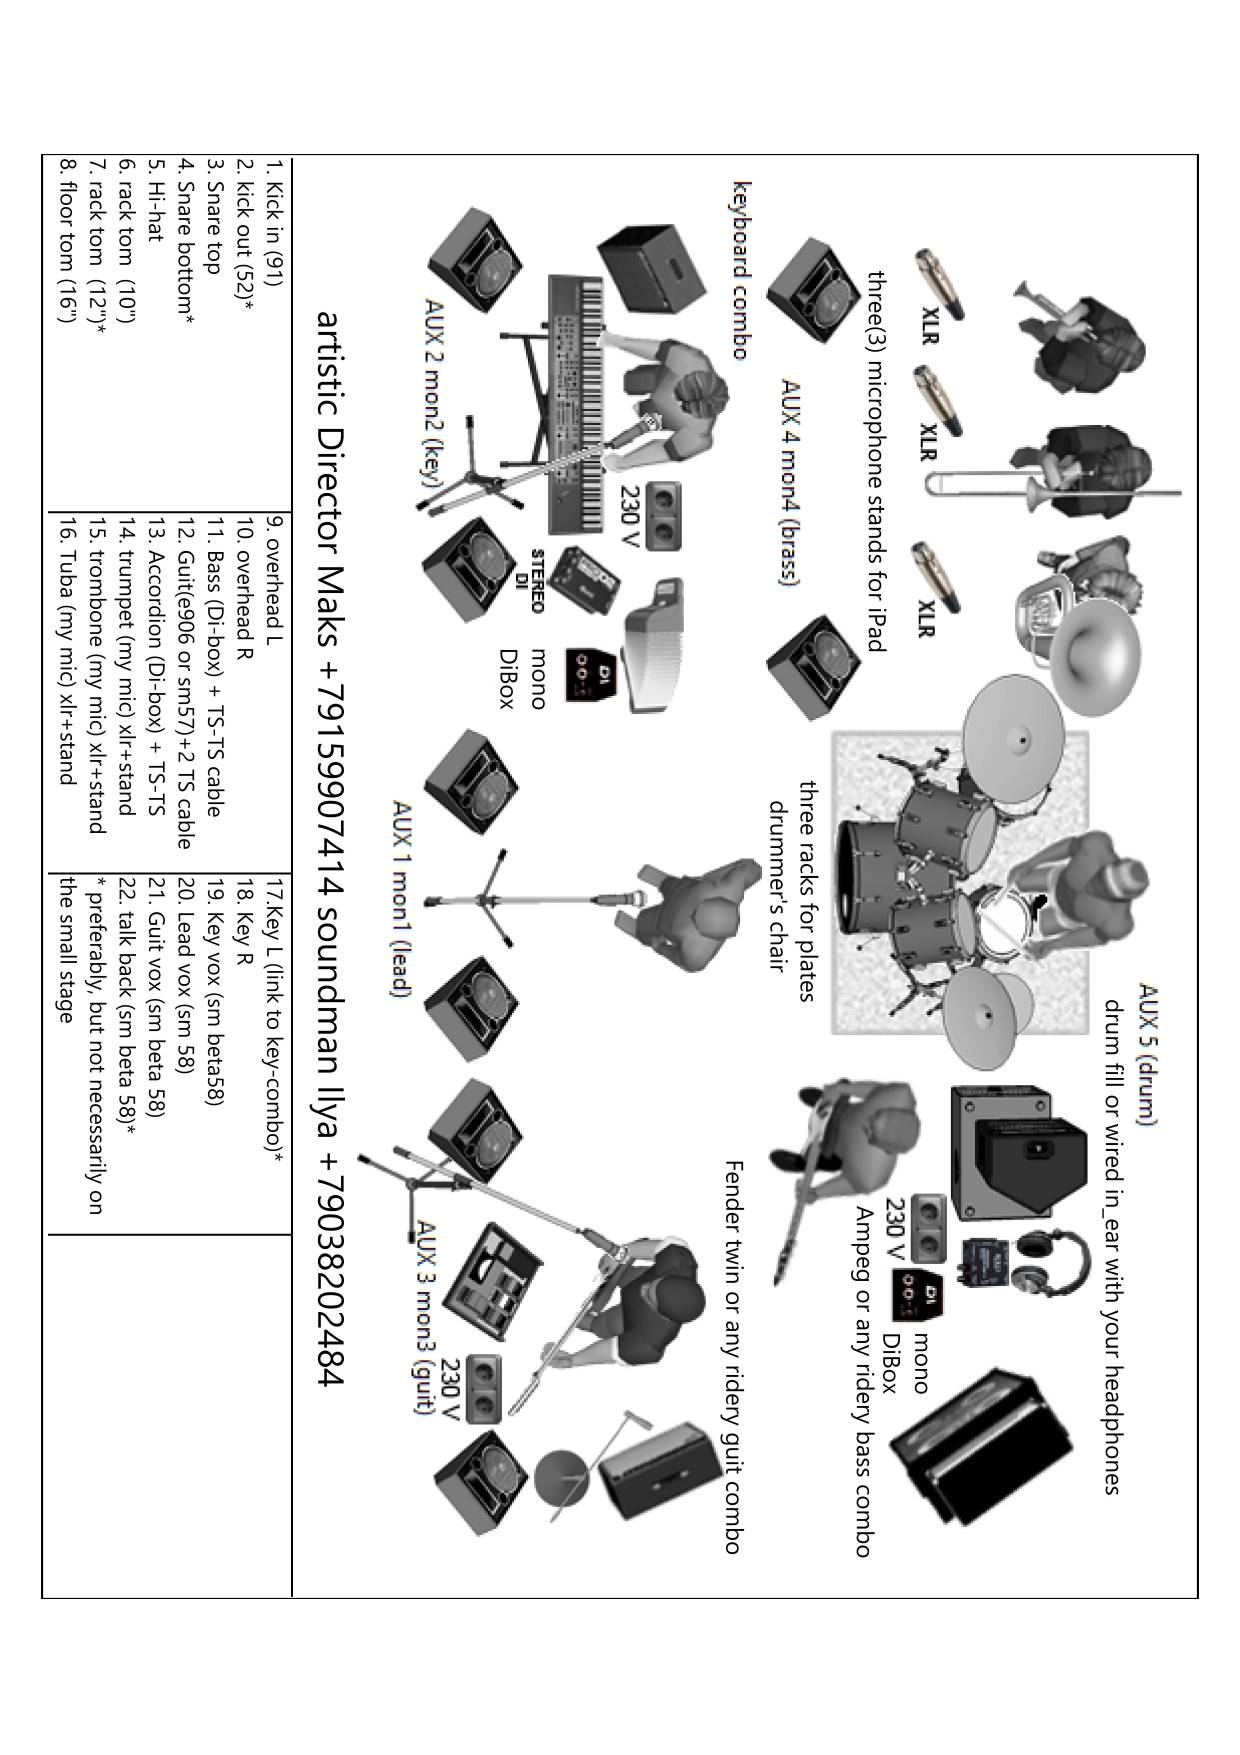 AUX 5 (drum)
drum fill or wired in_ear with your headphones
XLR
XLR
XLR
three(3) microphone stands for iPad
230 V
DI
mono
DiBox
Ampeg or any ridery bass combo
three racks for plates
drummer's chair
AUX 4 mon4 (brass)
keyboard combo
Fender twin or any ridery guit combo
230 V
STEREO
DI
DI
mono
DiBox
AUX 2 mon2 (key)
AUX 1 mon1 (lead)
AUX 3 mon3 (guit)
230 V
artistic Director Maks +79159907414 soundman Ilya +79038202484
1. Kick in (91)
2. kick out (52)*
3. Snare top
4. Snare bottom*
5. Hi-hat
6. rack tom (10")
7. rack tom (12")*
8. floor tom (16")
9. overhead L
10. overhead R
11. Bass (Di-box) + TS-TS cable
12. Guit(e906 or sm57)+2 TS cable
13. Accordion (Di-box) + TS-TS
14. trumpet (my mic) xlr+stand
15. trombone (my mic) xlr+stand
16. Tuba (my mic) xlr+stand
17.Key L (link to key-combo)*
18. Key R
19. Key vox (sm beta58)
20. Lead vox (sm 58)
21. Guit vox (sm beta 58)
22. talk back (sm beta 58)*
* preferably, but not necessarily on
the small stage